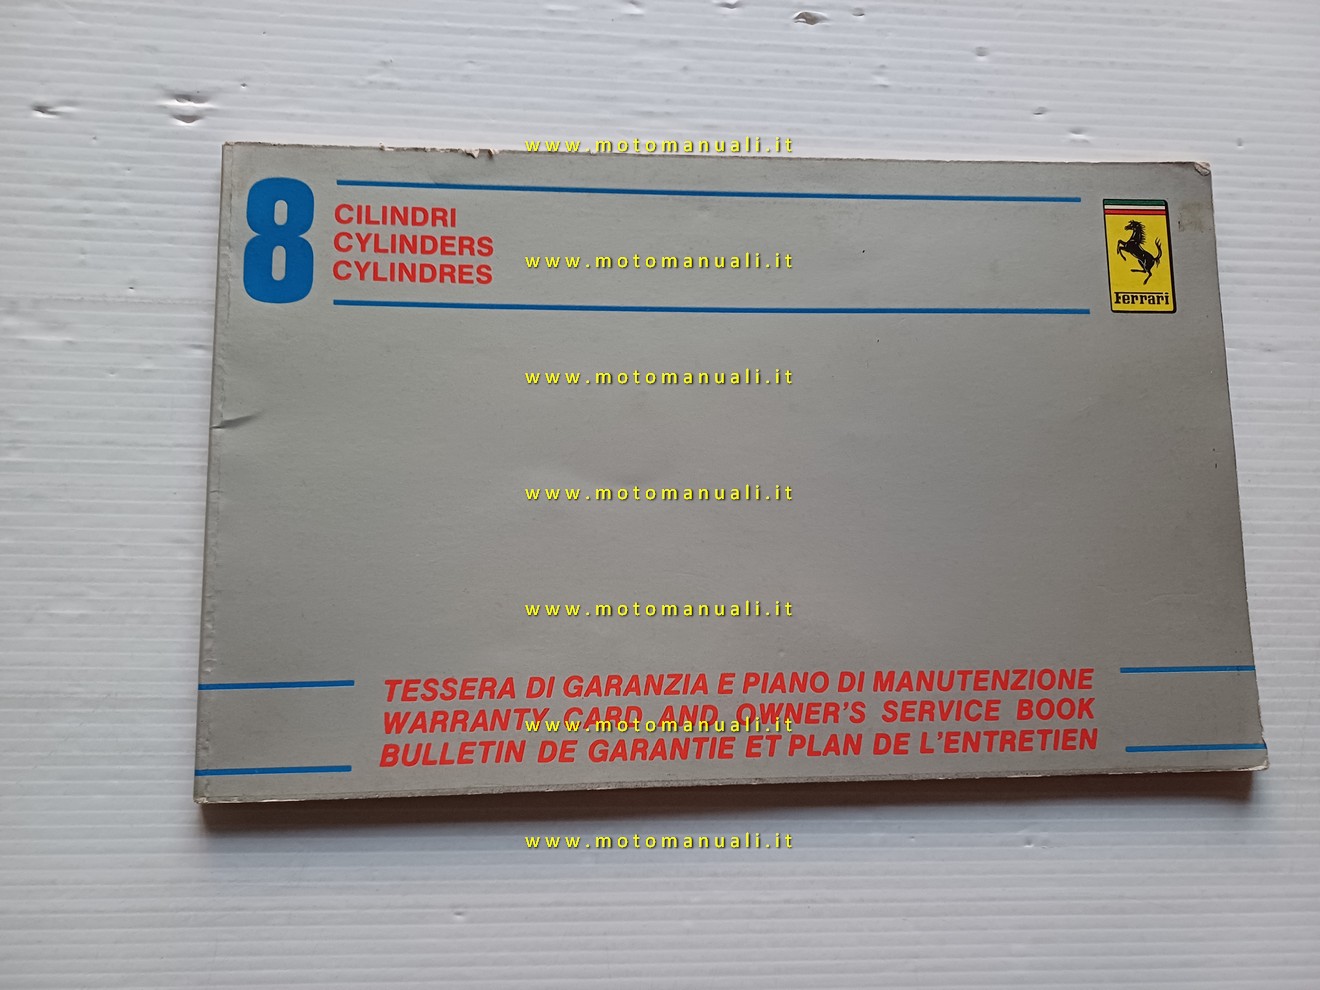 www.motomanuali.it
8
CILINDRI
CYLINDERS
CYLINDRES
Ferrari
www.motomanuali.it
www.motomanuali.it
www.motomanuali.it
www.motomanuali.it
TESSERA DI GARANZIA E PIANO DI MANUTENZIONE
WARRANTY CARD AND OWNER'S SERVICE BOOK
www.motomanuali.it
BULLETIN DE GARANTIE ET PLAN DE L'ENTRETIEN
www.motomanuali.it